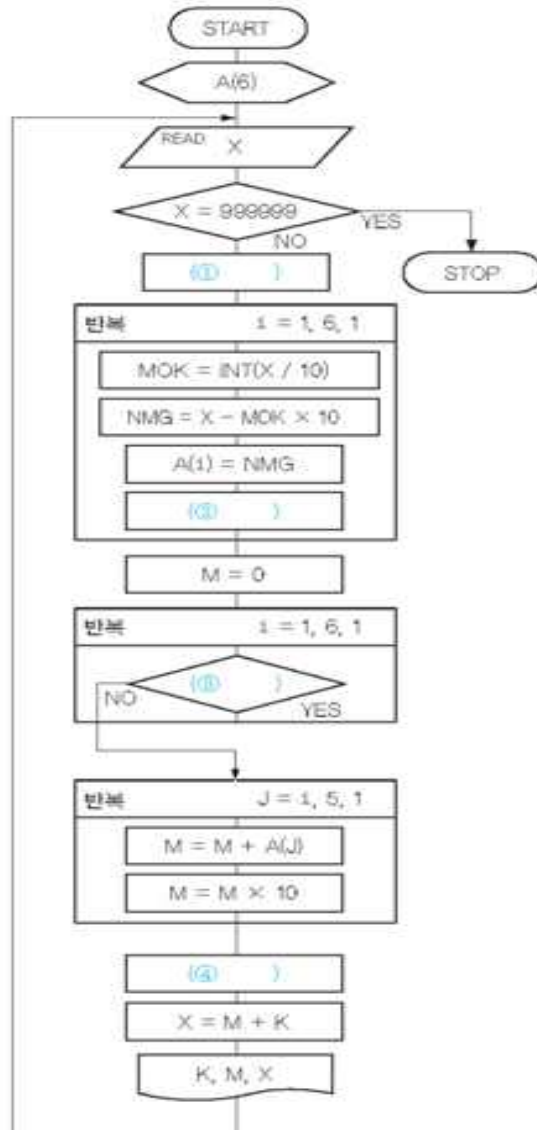 START
A(6)
READ X
X = 999999
YES
NO
STOP
(① )
반복 i = 1, 6, 1
MOK = INT(X / 10)
NMG = X - MOK × 10
A(i) = NMG
(② )
M = 0
반복 i = 1, 6, 1
(③ )
NO
YES
반복 J = i, 5, 1
M = M + A(J)
M = M × 10
(④ )
X = M + K
K, M, X